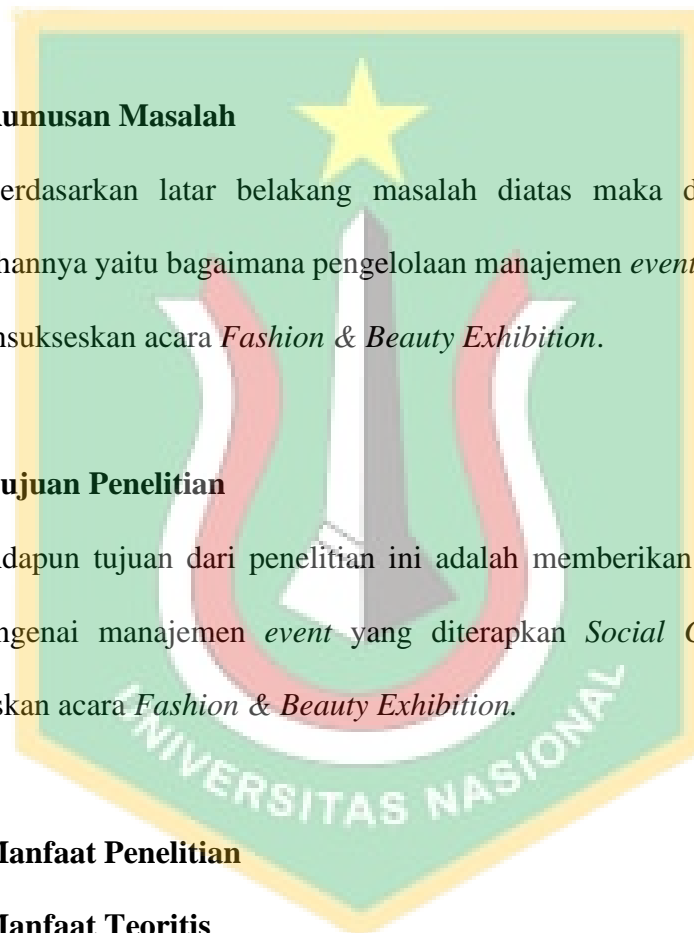 umusan Masalah
erdasarkan latar belakang masalah diatas maka d
hannya yaitu bagaimana pengelolaan manajemen event
nsukseskan acara Fashion & Beauty Exhibition.
ujuan Penelitian
dapun tujuan dari penelitian ini adalah memberikan
ngenai manajemen event yang diterapkan Social
skan acara Fashion & Beauty Exhibition.
UNIVERSITAS NASIONAL
Manfaat Penelitian
Manfaat Teoritis